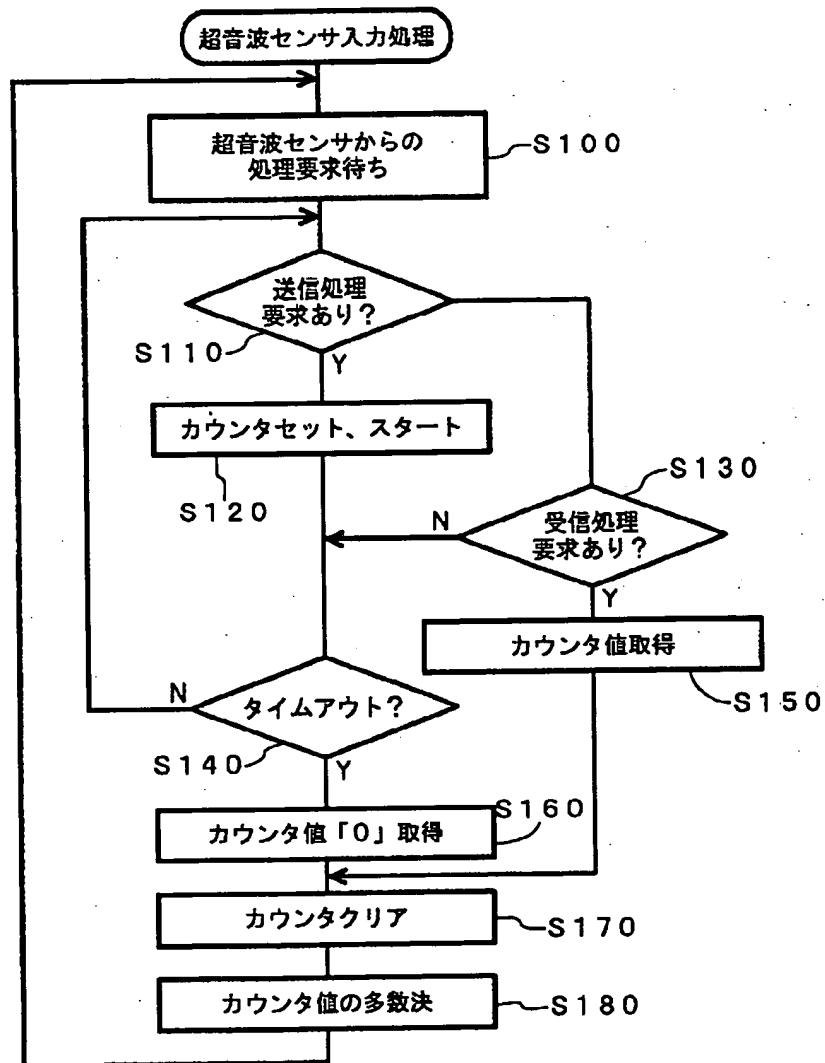 超音波センサ入力処理
超音波センサからの
処理要求待ち
S100
送信処理
要求あり?
S110
Y
カウンタセット、スタート
S120
S130
N
受信処理
要求あり?
Y
カウンタ値取得
S150
N
タイムアウト?
S140
Y
S160
カウンタ値「0」取得
カウンタクリア
S170
カウンタ値の多数決
S180